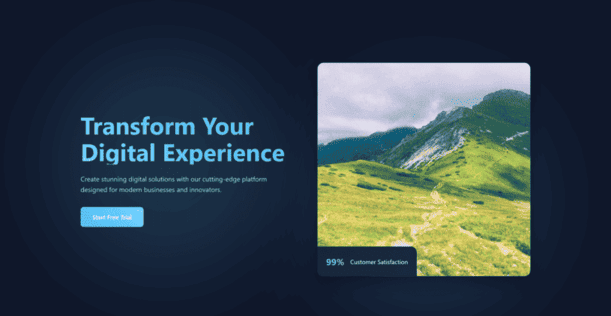 Transform Your
Digital Experience
Create stunning digital solutions with our cutting-edge platform
designed for modern businesses and innovators.
Start Free Trial
99% Customer Satisfaction